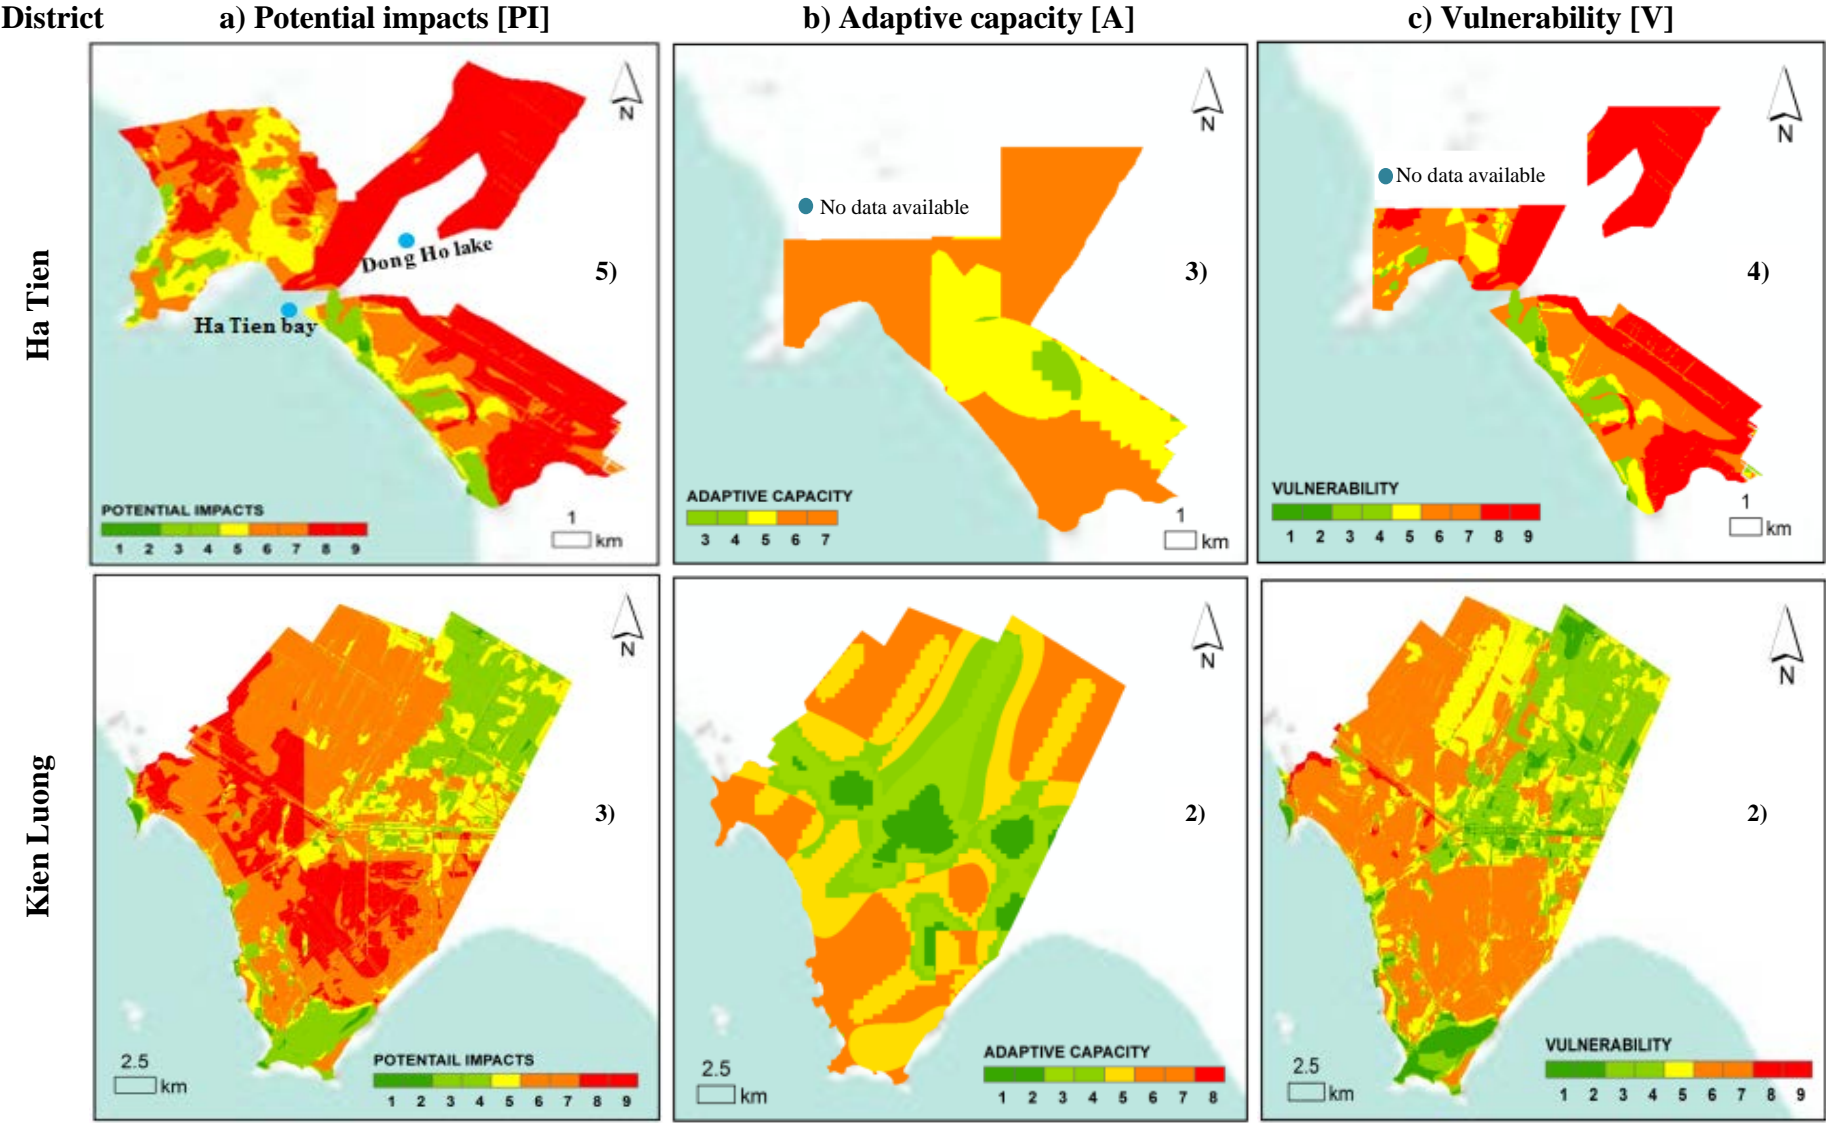 District a) Potential impacts [PI] b) Adaptive capacity [A] c) Vulnerability [V]
Ha Tien
N
Dong Ho lake
Ha Tien bay
5)
POTENTIAL IMPACTS
1 2 3 4 5 6 7 8 9
1
km
N
No data available
3)
ADAPTIVE CAPACITY
3 4 5 6 7
1
km
N
No data available
4)
VULNERABILITY
1 2 3 4 5 6 7 8 9
1
km
Kien Luong
N
3)
2.5
km
POTENTAIL IMPACTS
1 2 3 4 5 6 7 8 9
N
2)
2.5
km
ADAPTIVE CAPACITY
1 2 3 4 5 6 7 8
N
2)
2.5
km
VULNERABILITY
1 2 3 4 5 6 7 8 9